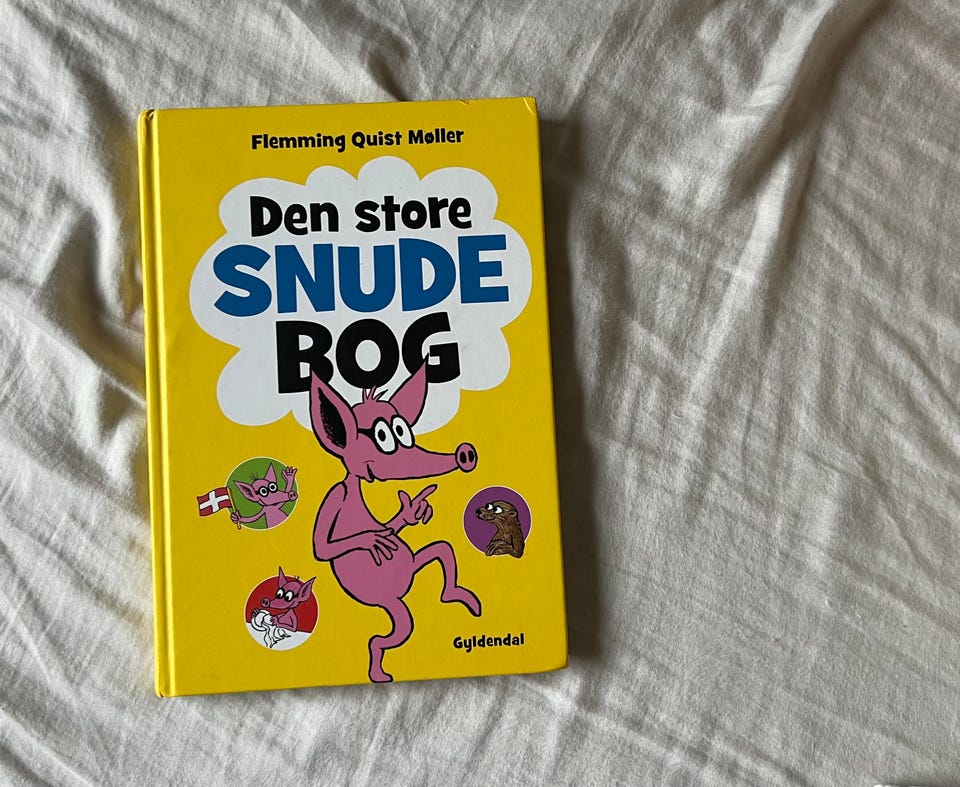 Flemming Quist Møller
Den store
SNUDE
BOG
Gyldendal